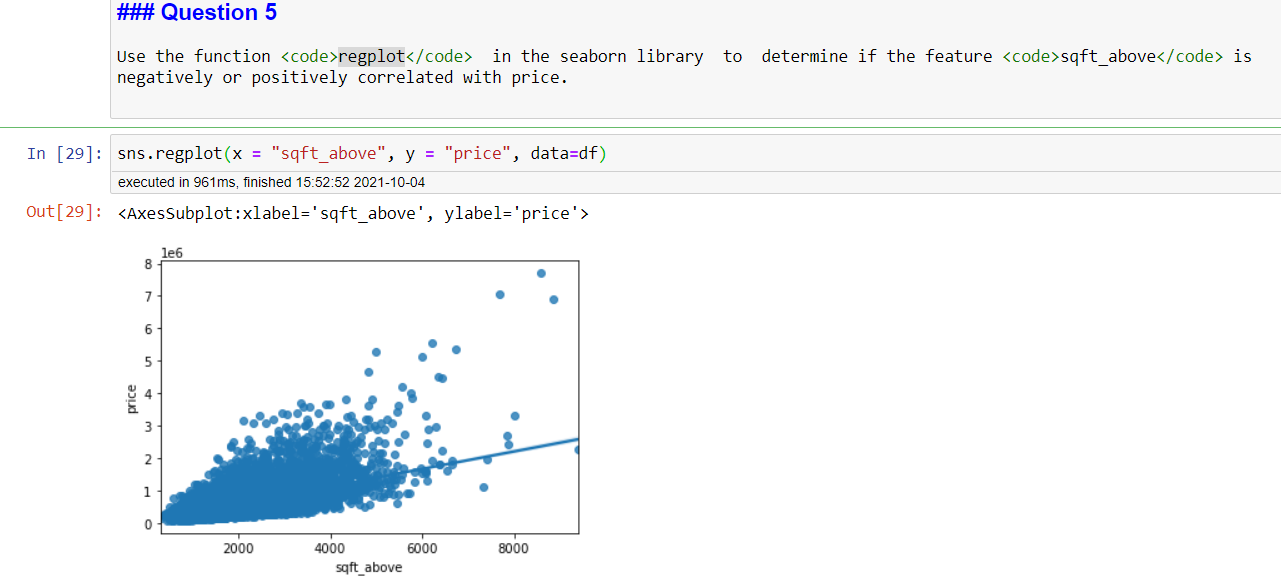 ### Question 5
Use the function <code>regplot</code>  in the seaborn library  to  determine if the feature <code>sqft_above</code> is
negatively or positively correlated with price.
In [29]: sns.regplot(x = "sqft_above", y = "price", data=df)
executed in 961ms, finished 15:52:52 2021-10-04
Out[29]: <AxesSubplot:xlabel='sqft_above', ylabel='price'>
1e6
8
7
6
5
4
3
2
1
0
price
2000 4000 6000 8000
sqft_above